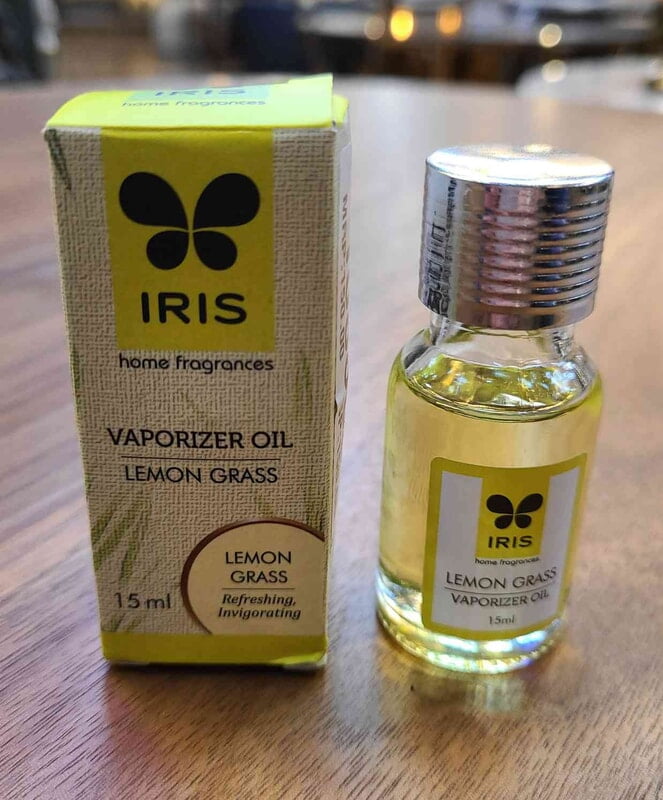 IRIS
home fragrances
IRIS
home fragrances
VAPORIZER OIL
LEMON GRASS
LEMON
GRASS
Refreshing,
Invigorating
15 ml
IRIS
home fragrances
LEMON GRASS
VAPORIZER OIL
15ml